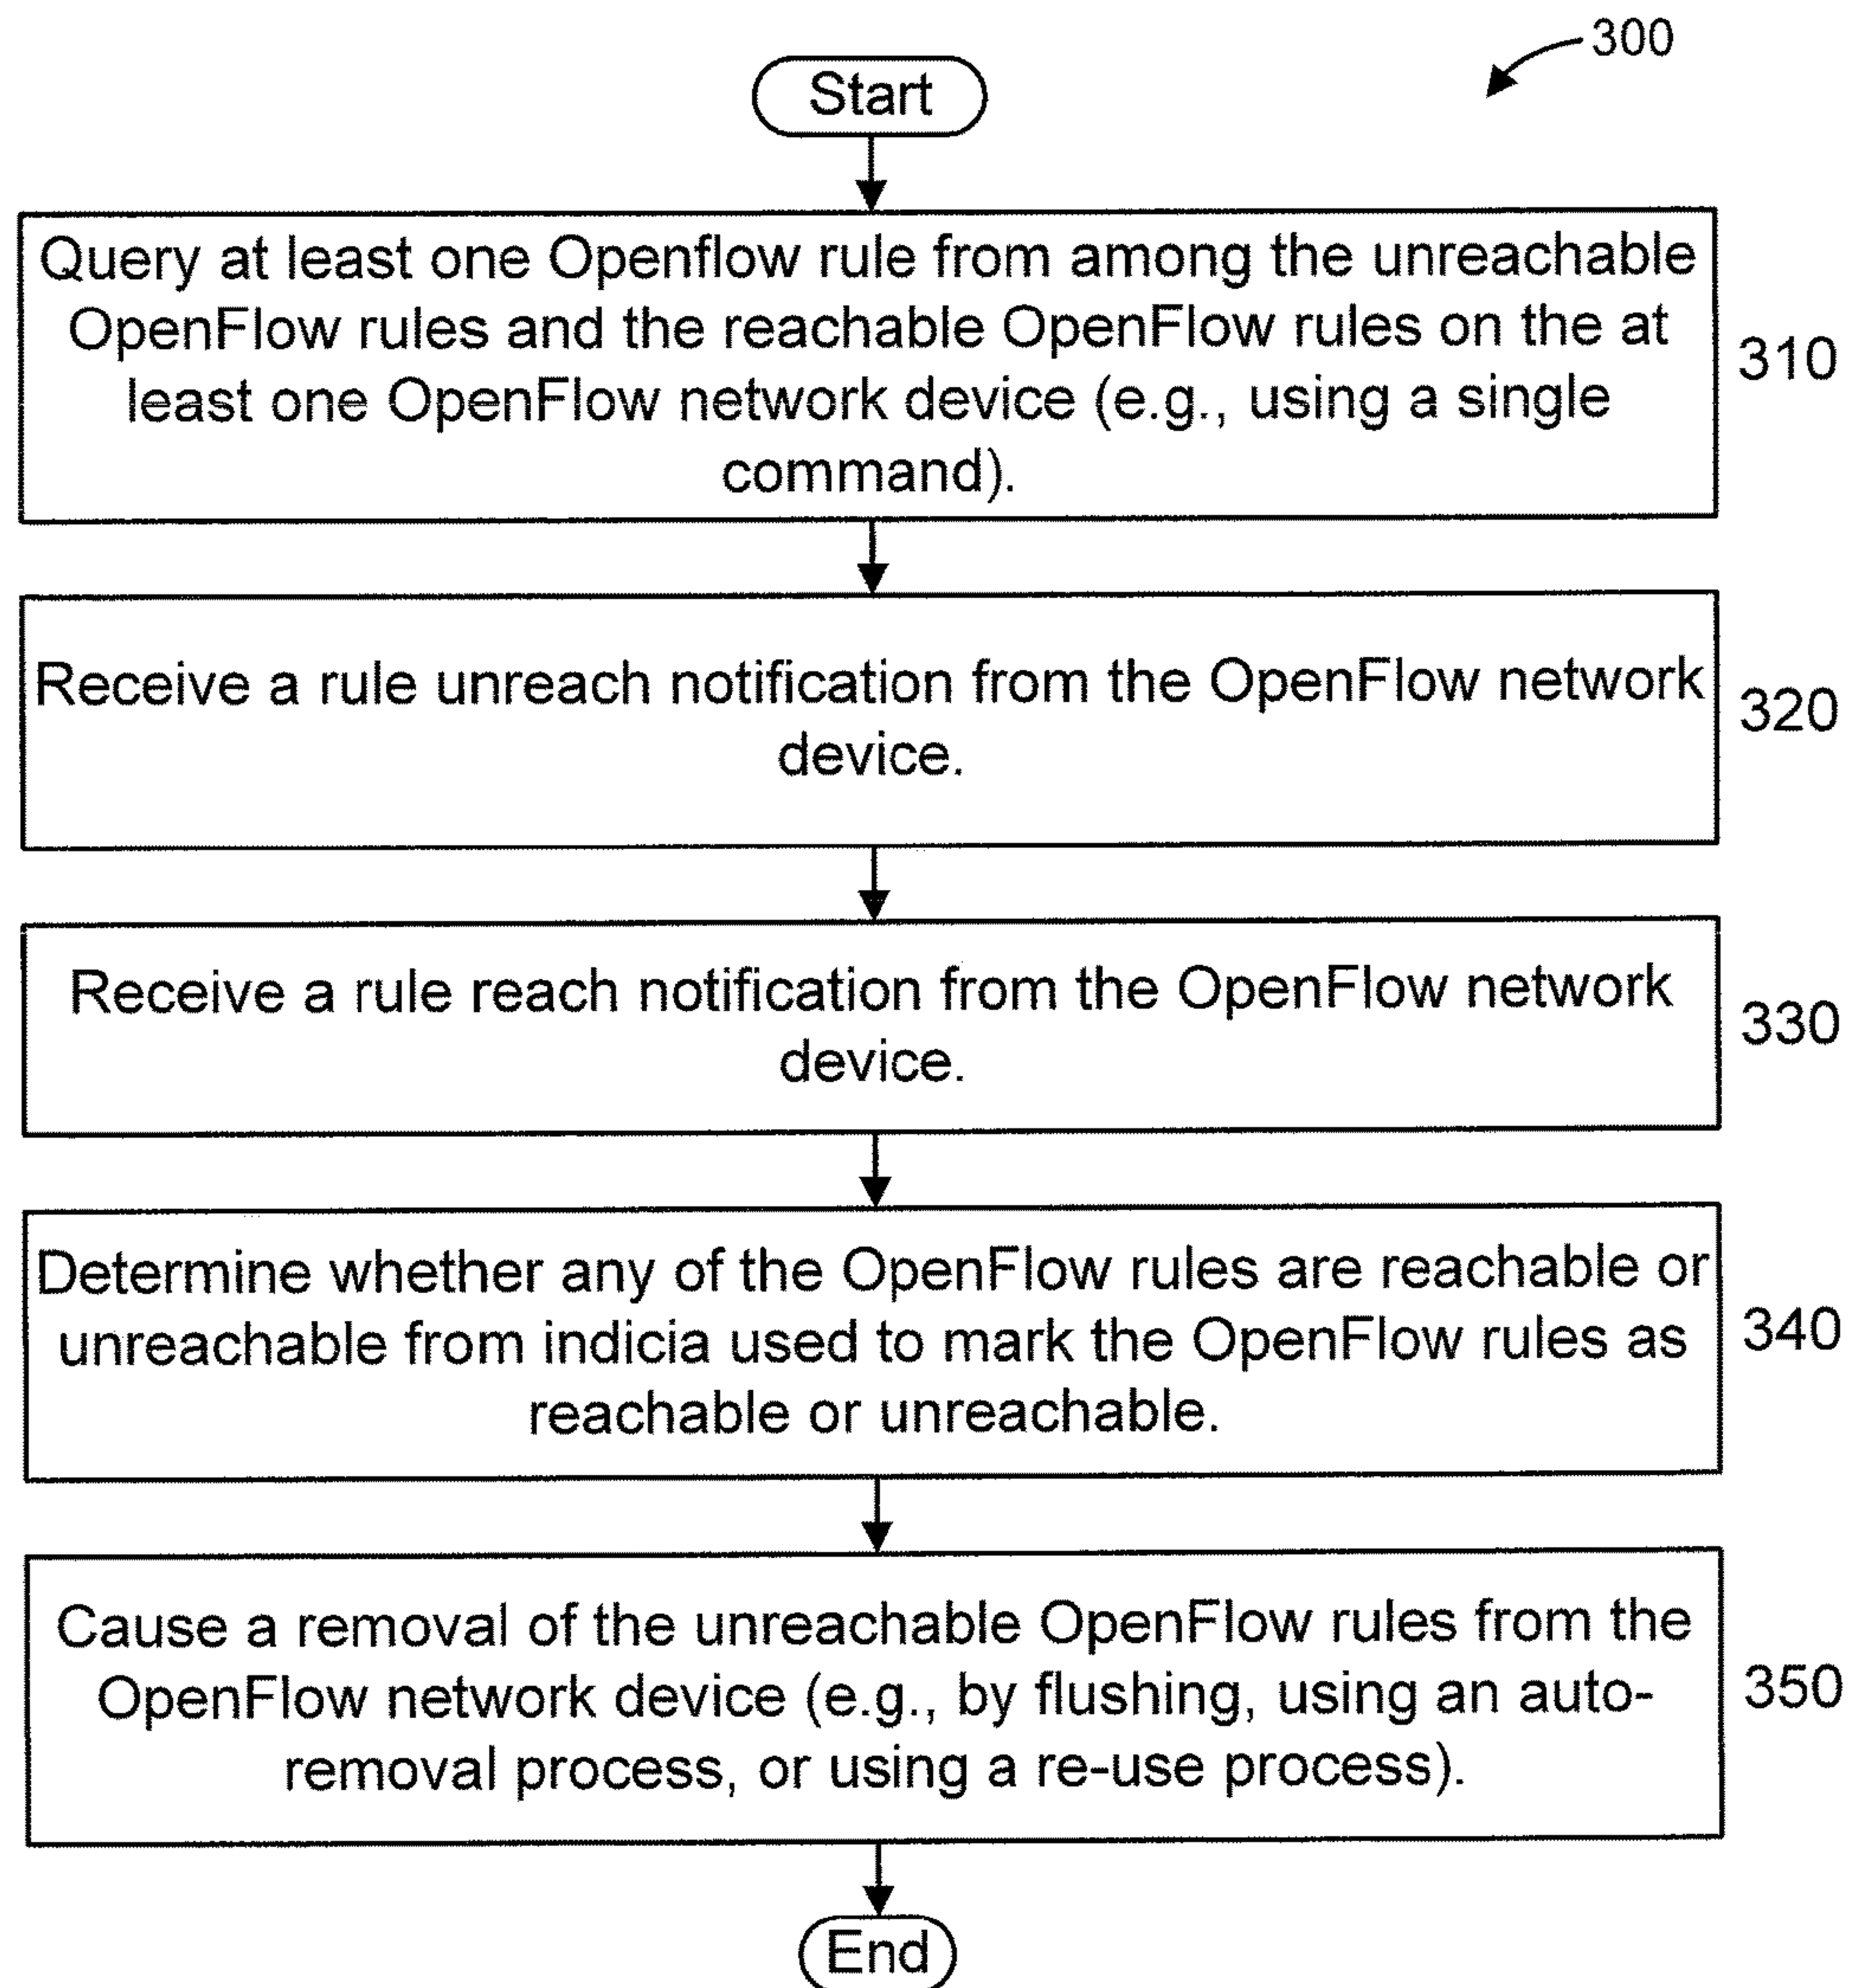 300
Start
Query at least one Openflow rule from among the unreachable
OpenFlow rules and the reachable OpenFlow rules on the at
least one OpenFlow network device (e.g., using a single
command).
310
Receive a rule unreach notification from the OpenFlow network
device.
320
Receive a rule reach notification from the OpenFlow network
device.
330
Determine whether any of the OpenFlow rules are reachable or
unreachable from indicia used to mark the OpenFlow rules as
reachable or unreachable.
340
Cause a removal of the unreachable OpenFlow rules from the
OpenFlow network device (e.g., by flushing, using an auto-
removal process, or using a re-use process).
350
End